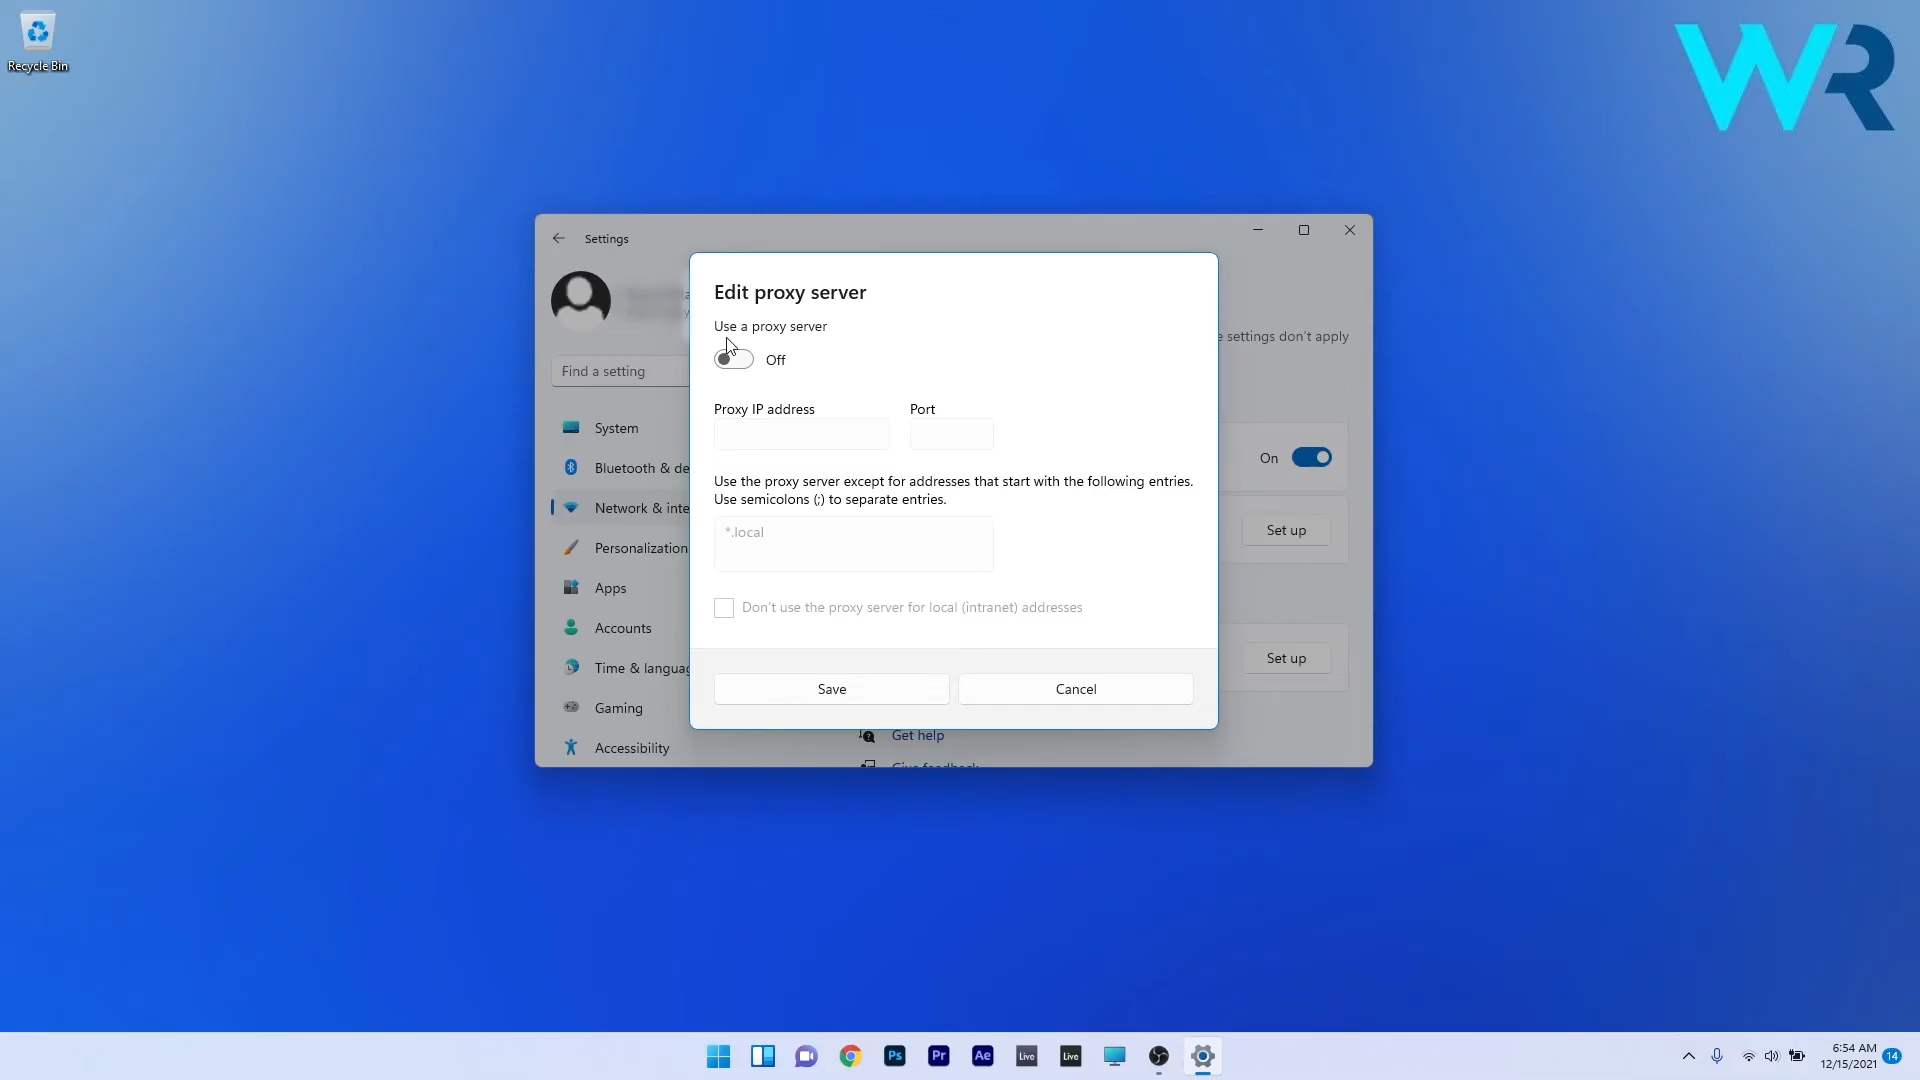 Recycle Bin
WR
Settings
Edit proxy server
Use a proxy server
Off
e settings don't apply
Find a setting
Proxy IP address
Port
System
On
Bluetooth & de
Use the proxy server except for addresses that start with the following entries.
Use semicolons (;) to separate entries.
Network & inte
*.local
Set up
Personalization
Apps
Don't use the proxy server for local (intranet) addresses
Accounts
Time & languag
Set up
Save
Cancel
Gaming
Get help
Accessibility
Give feedback
Ps
Pr
Ae
Live
Live
6:54 AM
12/15/2021
14